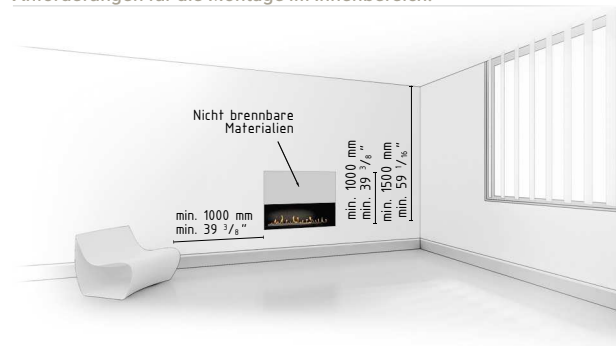 Anforderungen für die Montage im Innenbereich:
Nicht brennbare
Materialien
min. 1000 mm
min. 39 3/8"
min. 1000 mm
min. 39 3/8"
min. 1500 mm
min. 59 1/16"